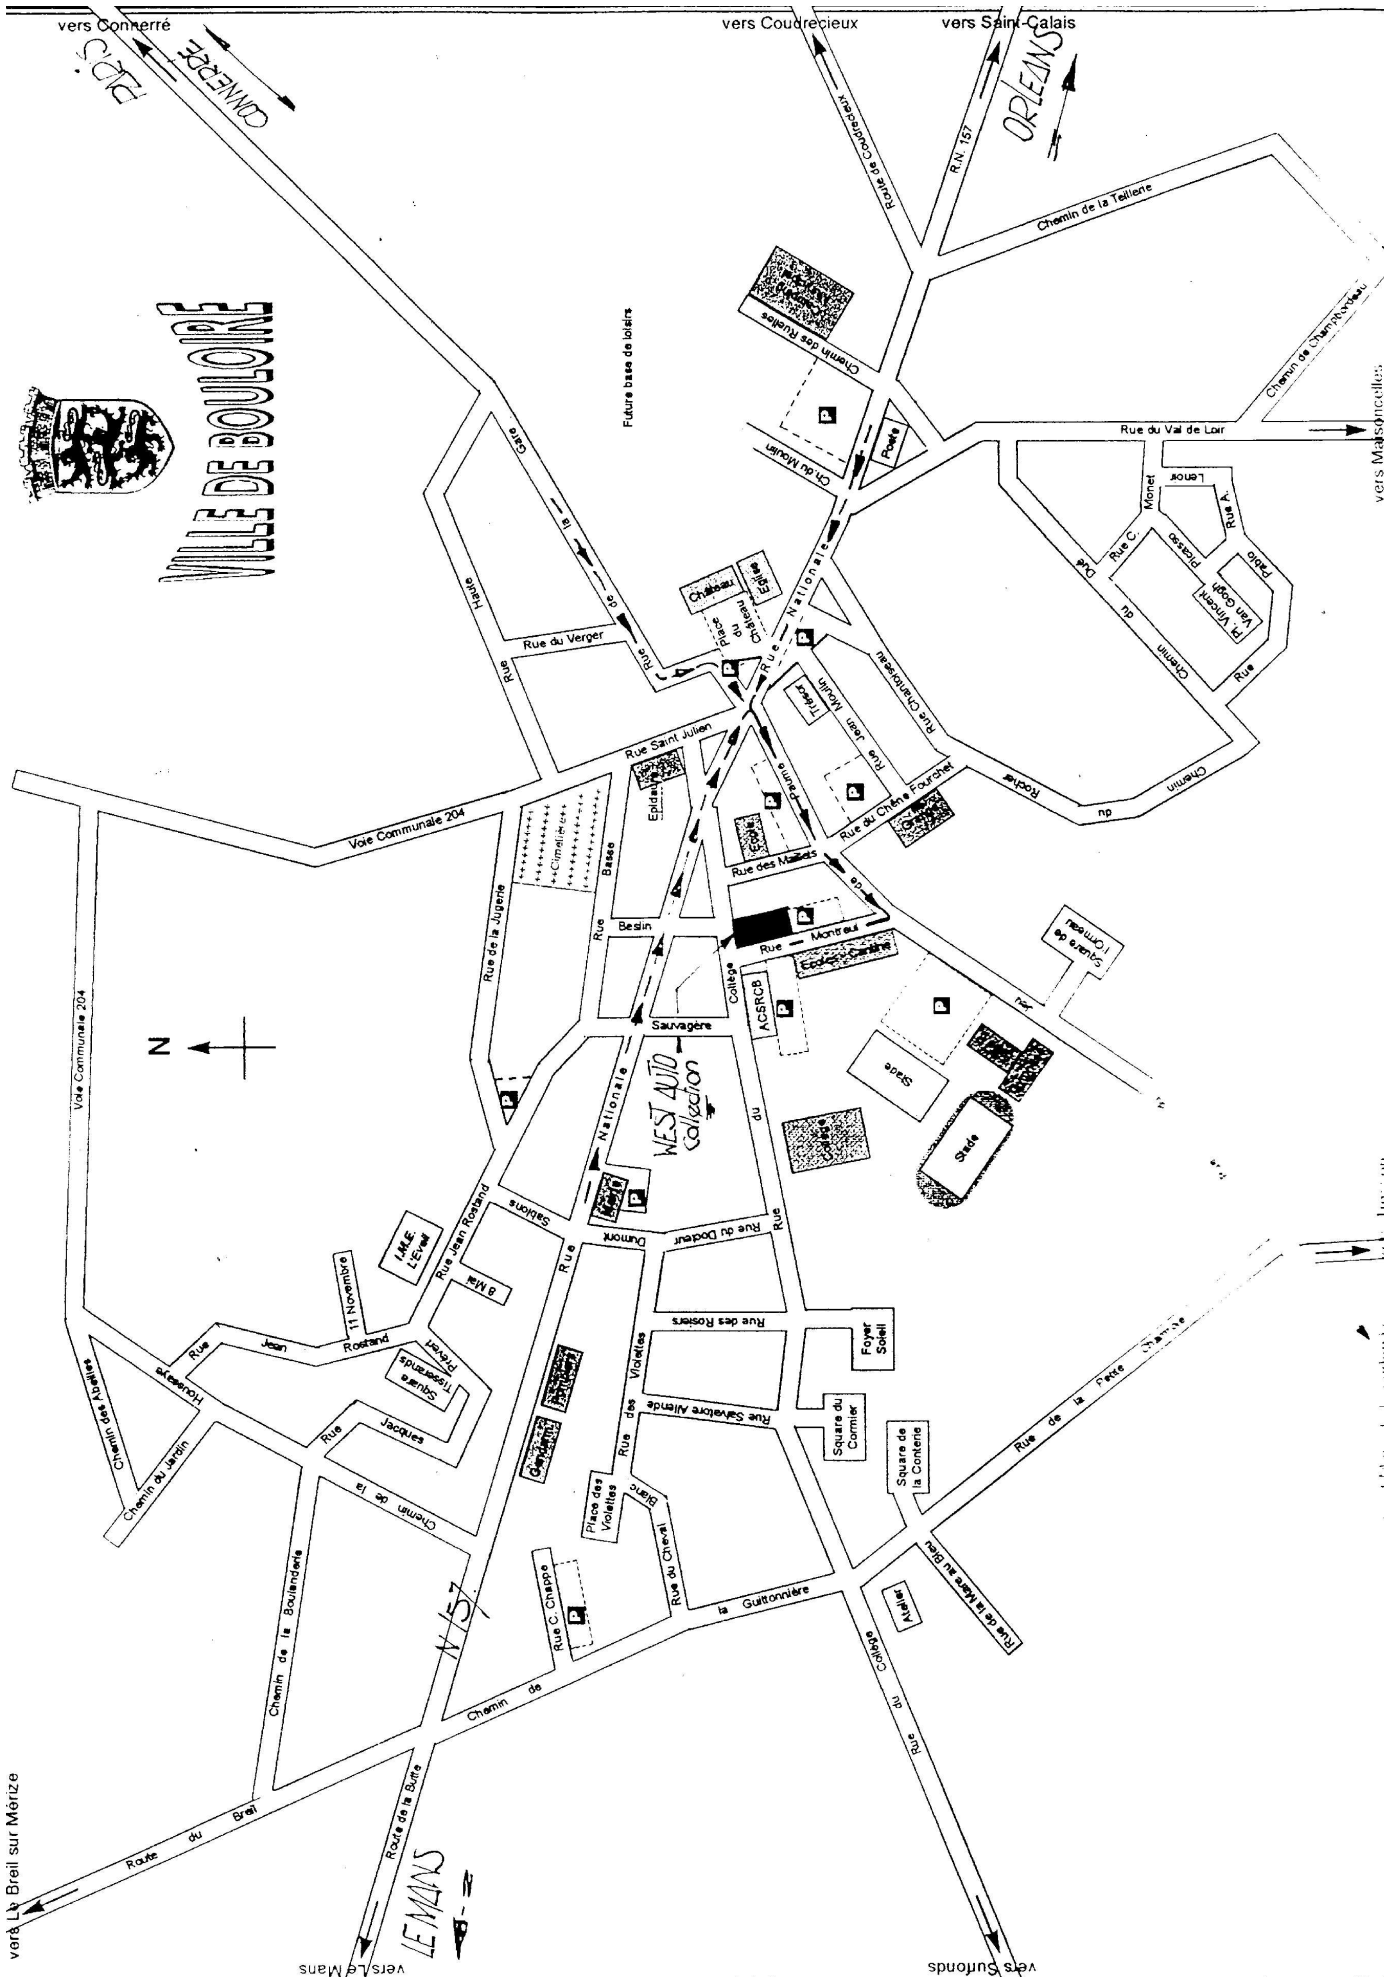 vers Connerré
vers Coudrecieux
vers Saint-Calais
PARIS
CONNERRE
ORLEANS
Route de Coudrecieux
R.N. 157
Chemin de la Teillerie
VILLE DE BOULOIRE
Future base de loisirs
Camping
Chemin des Ruelles
P
Ch. du Moulin
Poste
Chemin de Champbordeau
Rue du Val de Loir
vers Maisoncelles
Rue de la Gare
Rue Haute
Rue du Verger
Château
Eglise
Place du Château
P
P
Rue Nationale
Trésor
Rue Jean Moulin
Rue Chantoiseau
Chemin du Dué
Rue C. Monet
Rue A. Lenoir
Rue Pablo Picasso
Pl. Vincent Van Gogh
Chemin du Rocher
Rue Saint Julien
Epidaure
Voie Communale 204
++Cimetière++
Rue de la Jugerie
Rue Basse
Beslin
Ecole
P
P
Rue de Paume
Rue du Chêne Fourchet
Rue des Maillets
P
Rue Montreul
Ecoles - Cantine
Collège
ACSRCB
P
Sauvagère
WEST AUTO
Collection
Square de l'Ormeau
P
Stade
Stade
Collège
Voie Communale 204
N
P
Rue Nationale
Mairie
P
Sablons
Rue Jean Rostand
I.M.E.
L'Eveil
8 Mai
11 Novembre
Rue Jean Rostand
Square Tisserands
Rue Jacques Prévert
Dumont
Rue du Docteur
Rue du
Rue des Rosiers
Foyer
Soleil
Rue Salvatore Allende
Square du
Cormier
Square de
la Conterie
Rue de la Petite
Rue de la Mare au Bleu
Atelier
Rue des Violettes
Place des
Violettes
Rue du Cheval Blanc
Gendarm.
Pompiers
Rue C. Chappe
P
Chemin de la Guittonnière
Chemin de la Houssaye
Chemin des Abeilles
Chemin du Jardin
Chemin de la Boulanderie
N 157
Route du Breil
Route de la Butte
Rue du Collège
vers Le Breil sur Mérize
LE MANS
vers Le Mans
vers Surfonds